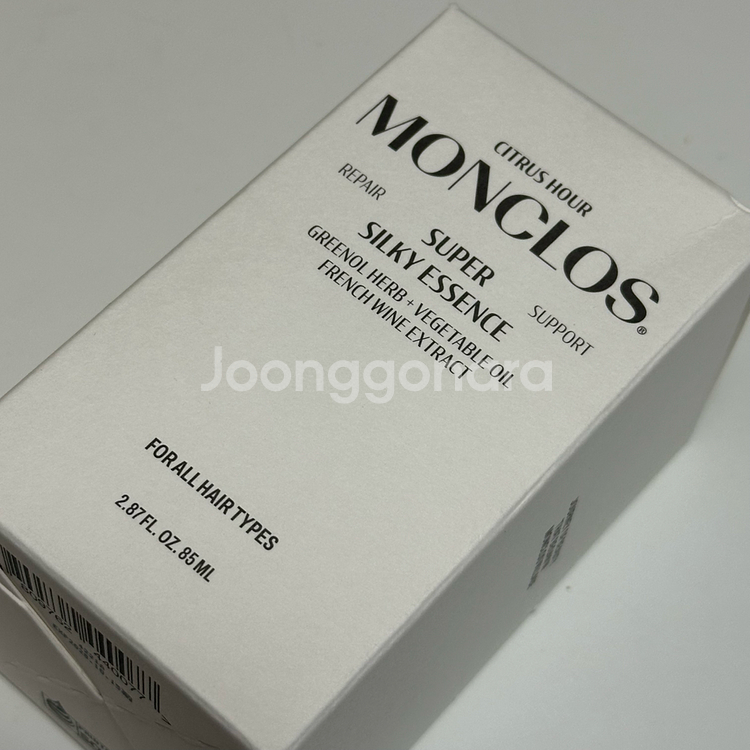 CITRUS HOUR
MONCLOS®
REPAIR
SUPPORT
SUPER
SILKY ESSENCE
GREENOL HERB + VEGETABLE OIL
FRENCH WINE EXTRACT
Joonggonara
FOR ALL HAIR TYPES
2.87 FL. OZ. 85 ML